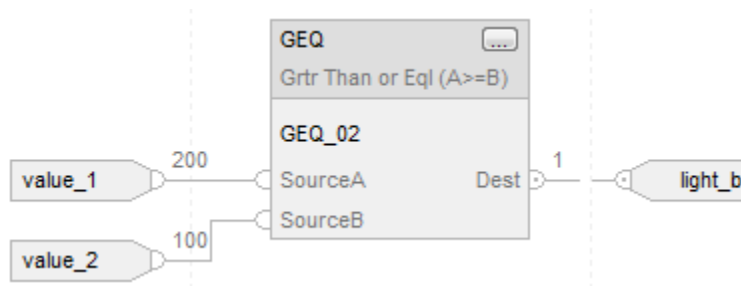 GEQ
...
Grtr Than or Eql (A>=B)
GEQ_02
value_1
200
SourceA
Dest
1
light_b
SourceB
value_2
100